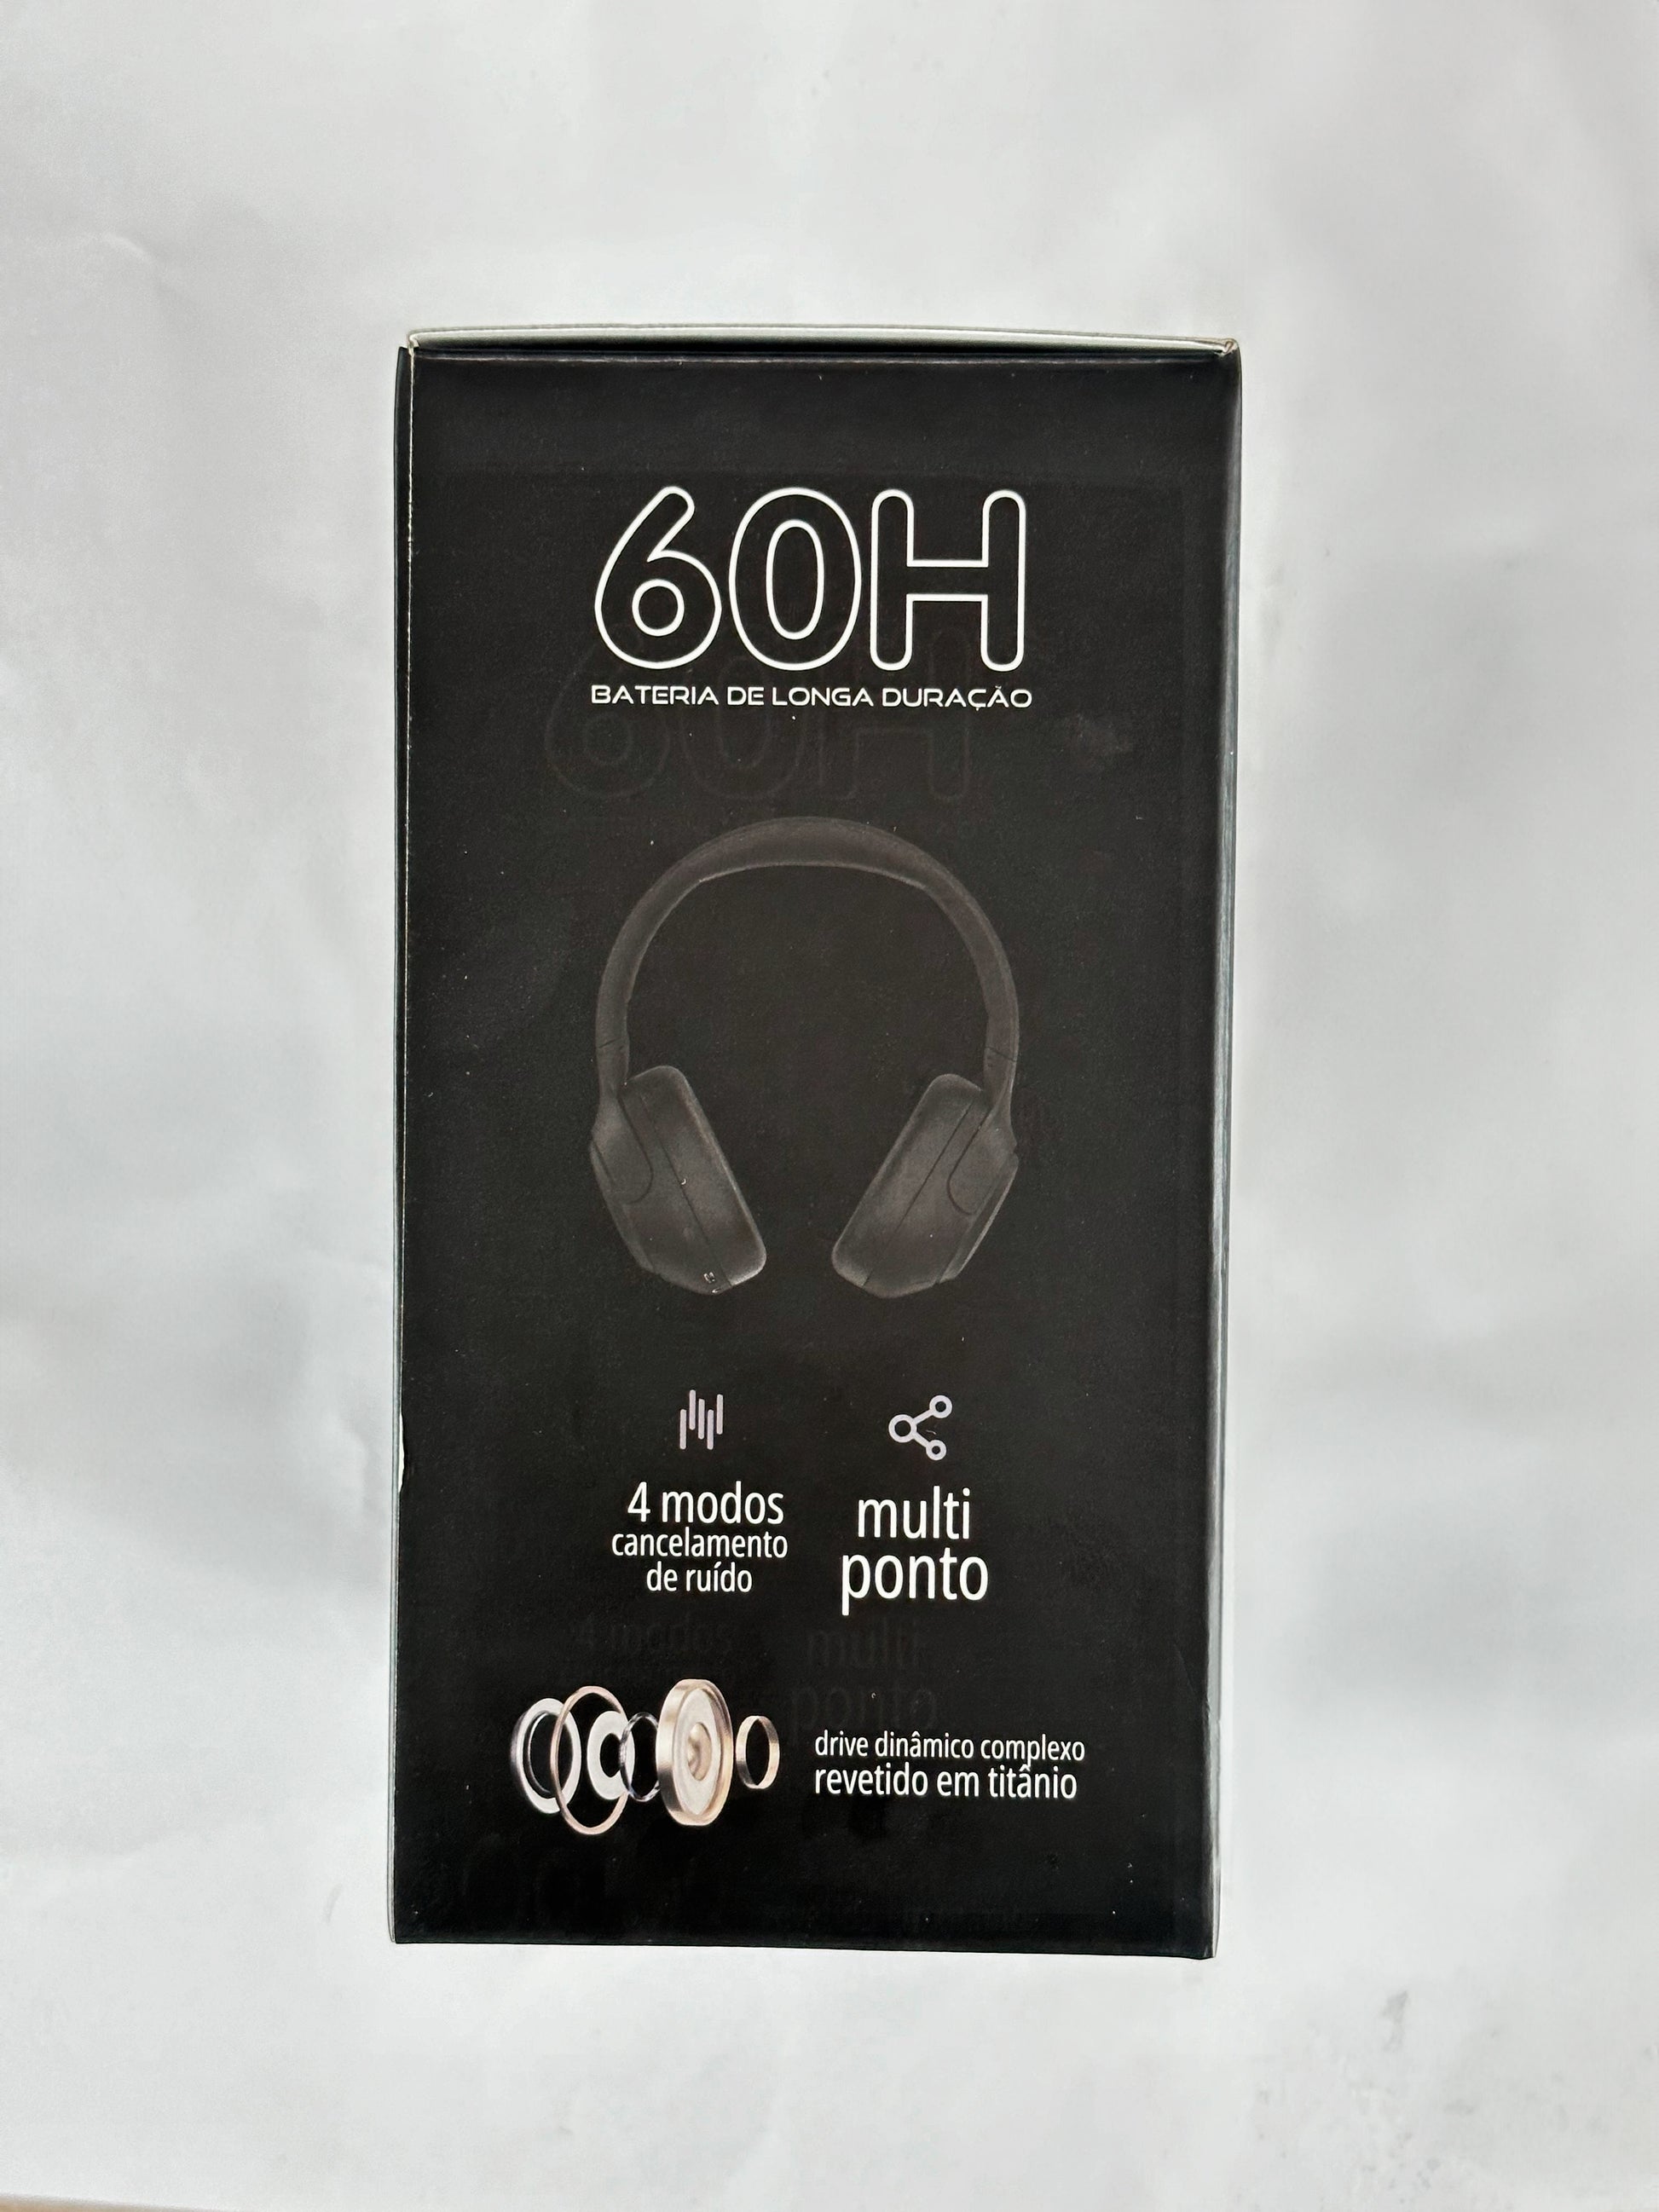 60H
BATERIA DE LONGA DURAÇÃO
4 modos
cancelamento
de ruído
multi
ponto
drive dinâmico complexo
revetido em titânio